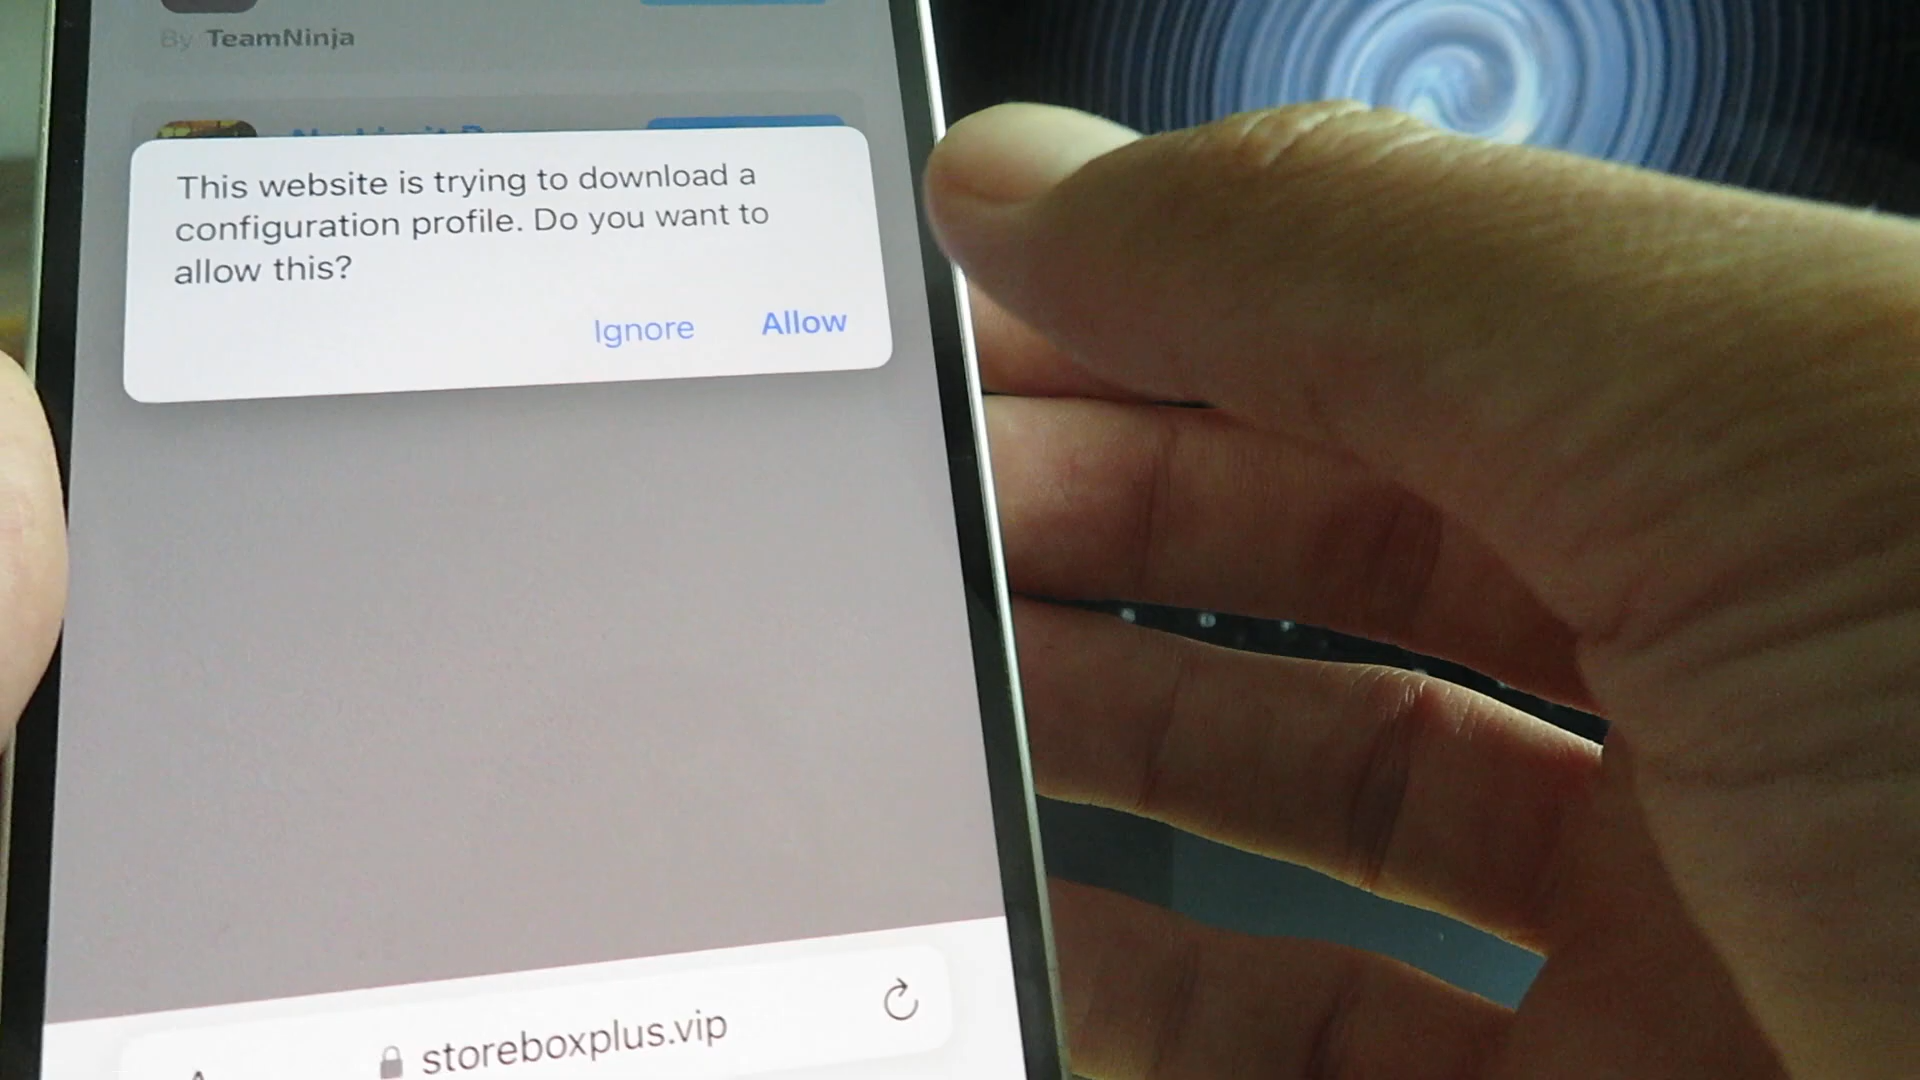 By TeamNinja
This website is trying to download a
configuration profile. Do you want to
allow this?
Ignore Allow
storeboxplus.vip